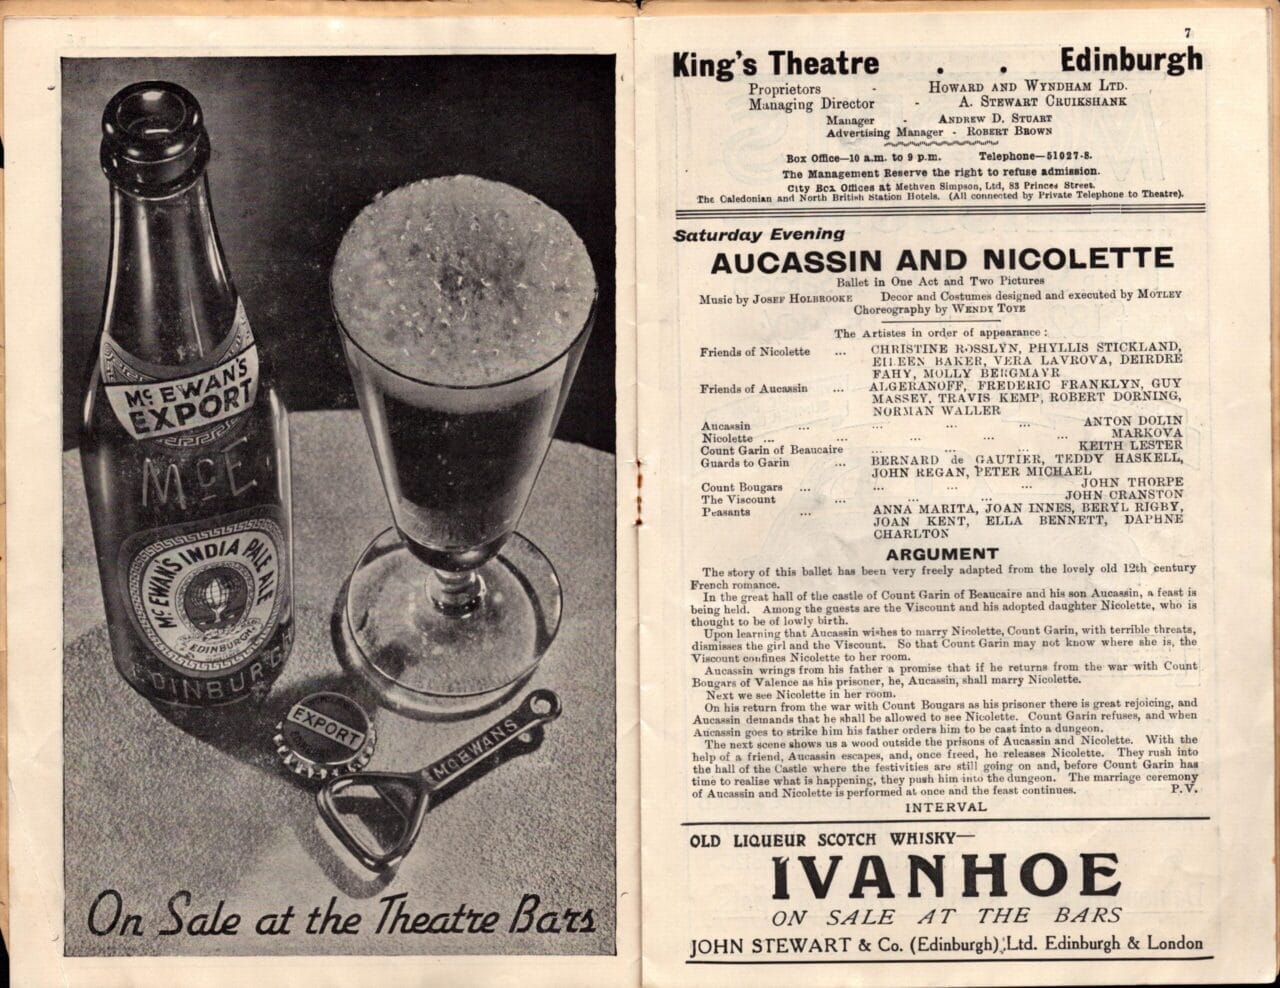 McEWAN'S
EXPORT
McE
McEWAN'S INDIA PALE ALE
EDINBURGH
EXPORT
McEWANS
On Sale at the Theatre Bars
7
King's Theatre . . Edinburgh
Proprietors - HOWARD AND WYNDHAM LTD.
Managing Director - A. STEWART CRUIKSHANK
Manager - ANDREW D. STUART
Advertising Manager - ROBERT BROWN
Box Office—10 a.m. to 9 p.m. Telephone—51027-8.
The Management Reserve the right to refuse admission.
City Box Offices at Methven Simpson, Ltd, 83 Princes Street.
The Caledonian and North British Station Hotels. (All connected by Private Telephone to Theatre).
Saturday Evening
AUCASSIN AND NICOLETTE
Ballet in One Act and Two Pictures
Music by JOSEF HOLBROOKE Decor and Costumes designed and executed by MOTLEY
Choreography by WENDY TOYE
The Artistes in order of appearance :
Friends of Nicolette ... CHRISTINE ROSSLYN, PHYLLIS STICKLAND,
EILEEN BAKER, VERA LAVROVA, DEIRDRE
FAHY, MOLLY BERGMAYR
Friends of Aucassin ... ALGERANOFF, FREDERIC FRANKLYN, GUY
MASSEY, TRAVIS KEMP, ROBERT DORNING,
NORMAN WALLER
Aucassin ... ... ... ... ANTON DOLIN
Nicolette ... ... ... ... ... MARKOVA
Count Garin of Beaucaire ... ... ... KEITH LESTER
Guards to Garin ... BERNARD de GAUTIER, TEDDY HASKELL,
JOHN REGAN, PETER MICHAEL
Count Bougars ... ... ... ... JOHN THORPE
The Viscount ... ... ... JOHN CRANSTON
Peasants ... ANNA MARITA, JOAN INNES, BERYL RIGBY,
JOAN KENT, ELLA BENNETT, DAPHNE
CHARLTON
ARGUMENT
The story of this ballet has been very freely adapted from the lovely old 12th century
French romance.
In the great hall of the castle of Count Garin of Beaucaire and his son Aucassin, a feast is
being held. Among the guests are the Viscount and his adopted daughter Nicolette, who is
thought to be of lowly birth.
Upon learning that Aucassin wishes to marry Nicolette, Count Garin, with terrible threats,
dismisses the girl and the Viscount. So that Count Garin may not know where she is, the
Viscount confines Nicolette to her room.
Aucassin wrings from his father a promise that if he returns from the war with Count
Bougars of Valence as his prisoner, he, Aucassin, shall marry Nicolette.
Next we see Nicolette in her room.
On his return from the war with Count Bougars as his prisoner there is great rejoicing, and
Aucassin demands that he shall be allowed to see Nicolette. Count Garin refuses, and when
Aucassin goes to strike him his father orders him to be cast into a dungeon.
The next scene shows us a wood outside the prisons of Aucassin and Nicolette. With the
help of a friend, Aucassin escapes, and, once freed, he releases Nicolette. They rush into
the hall of the Castle where the festivities are still going on and, before Count Garin has
time to realise what is happening, they push him into the dungeon. The marriage ceremony
of Aucassin and Nicolette is performed at once and the feast continues. P.V.
INTERVAL
OLD LIQUEUR SCOTCH WHISKY—
IVANHOE
ON SALE AT THE BARS
JOHN STEWART & Co. (Edinburgh), Ltd. Edinburgh & London